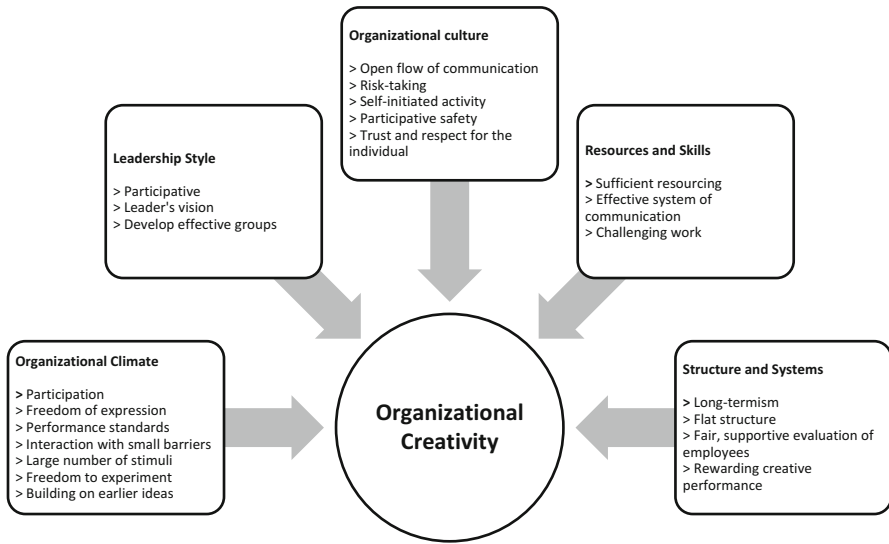 Organizational culture
> Open flow of communication
> Risk-taking
> Self-initiated activity
> Participative safety
> Trust and respect for the
individual
Leadership Style
> Participative
> Leader's vision
> Develop effective groups
Resources and Skills
> Sufficient resourcing
> Effective system of
communication
> Challenging work
Organizational Climate
> Participation
> Freedom of expression
> Performance standards
> Interaction with small barriers
> Large number of stimuli
> Freedom to experiment
> Building on earlier ideas
Organizational
Creativity
Structure and Systems
> Long-termism
> Flat structure
> Fair, supportive evaluation of
employees
> Rewarding creative
performance